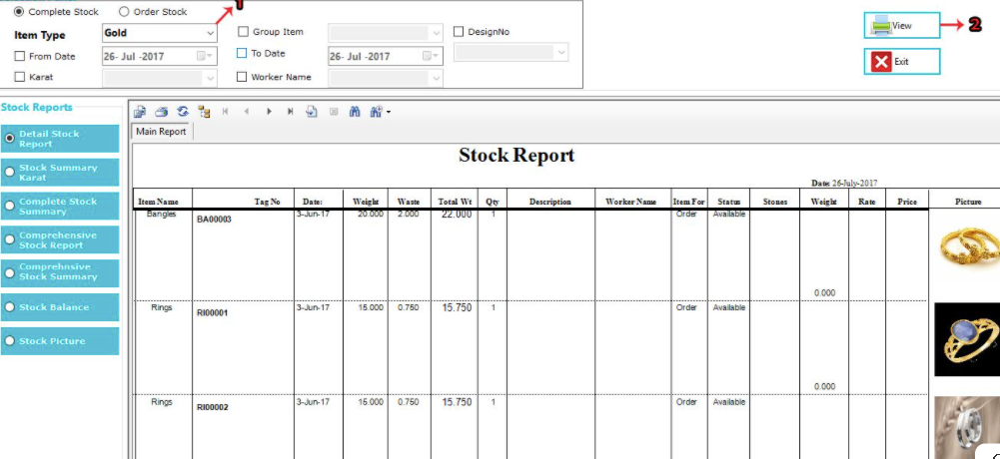 Complete Stock Order Stock 1
Item Type Gold Group Item DesignNo View 2
From Date 26- Jul -2017 To Date 26- Jul -2017
Karat Worker Name Exit
Stock Reports
Detail Stock Report
Stock Summary Karat
Complete Stock Summary
Comprehensive Stock Report
Comprehnsive Stock Summary
Stock Balance
Stock Picture
Main Report
Stock Report
Date: 26-July-2017
Item Name Tag No Date: Weight Waste Total Wt Qty Description Worker Name Item For Status Stones Weight Rate Price Picture
Bangles BA00003 3-Jun-17 20.000 2.000 22.000 1 Order Available
0.000
Rings RI00001 3-Jun-17 15.000 0.750 15.750 1 Order Available
0.000
Rings RI00002 3-Jun-17 15.000 0.750 15.750 1 Order Available